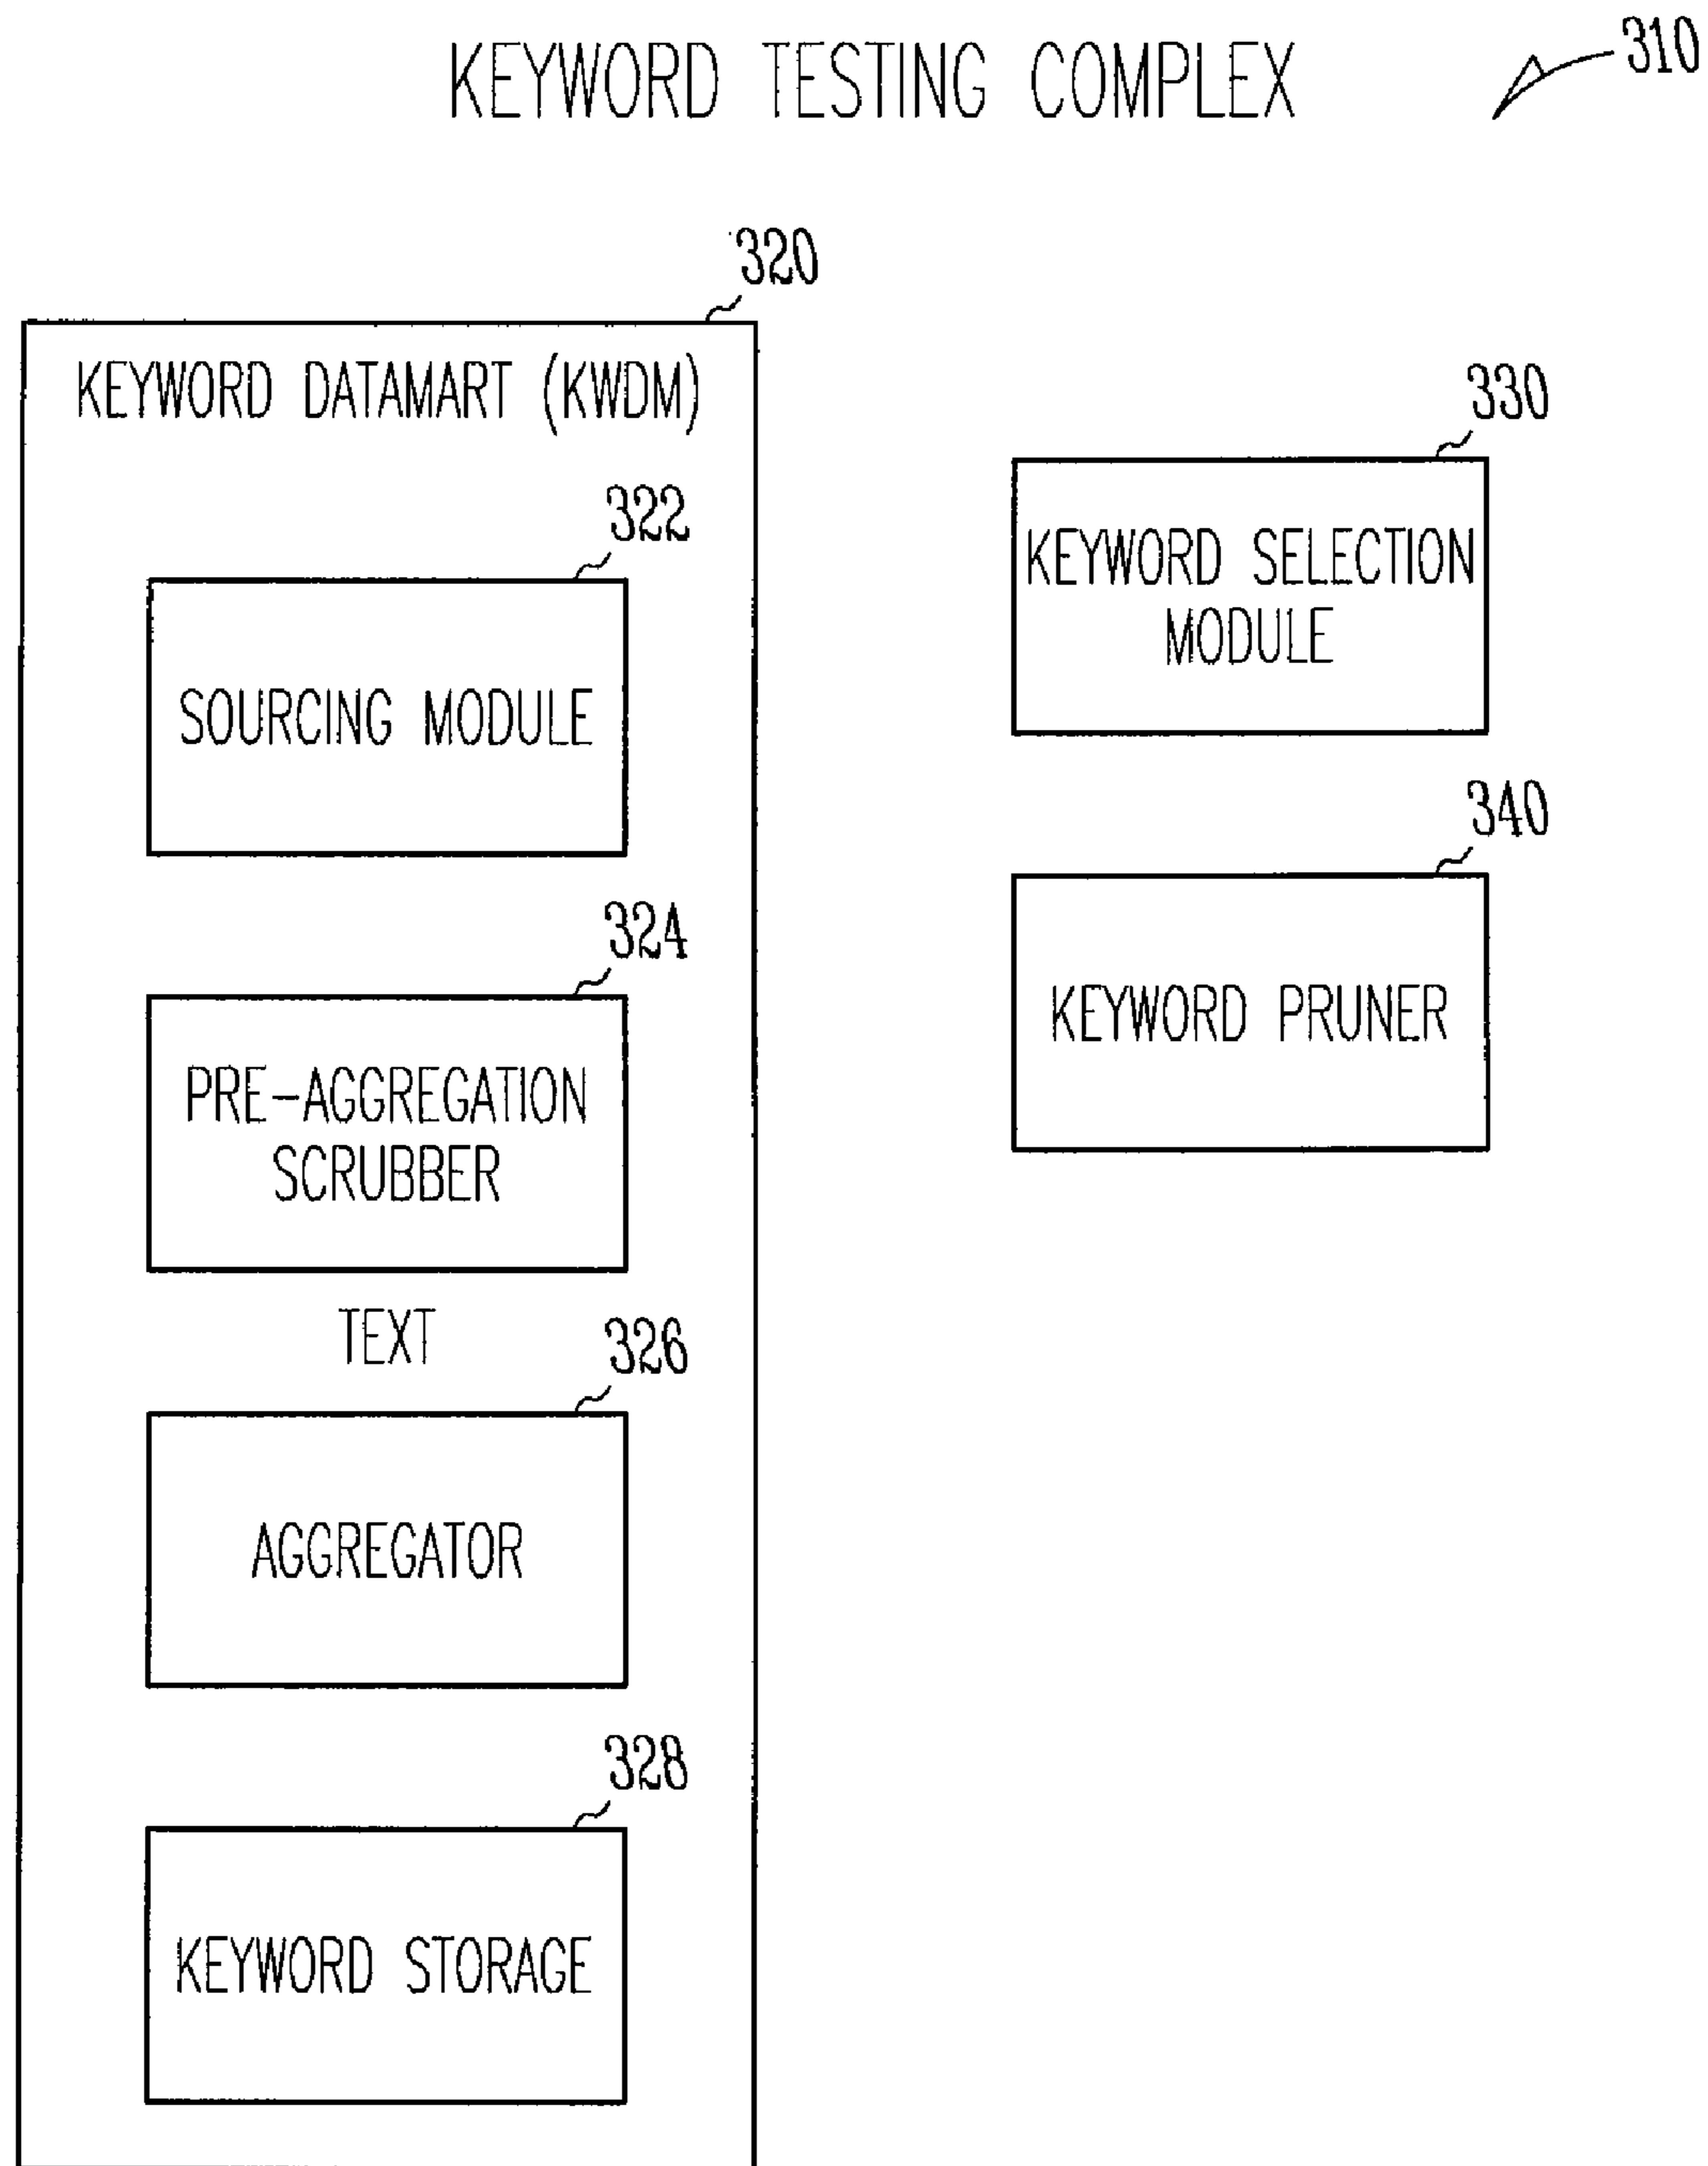 KEYWORD TESTING COMPLEX
310
320
KEYWORD DATAMART (KWDM)
322
SOURCING MODULE
324
PRE-AGGREGATION
SCRUBBER
TEXT
326
AGGREGATOR
328
KEYWORD STORAGE
330
KEYWORD SELECTION
MODULE
340
KEYWORD PRUNER